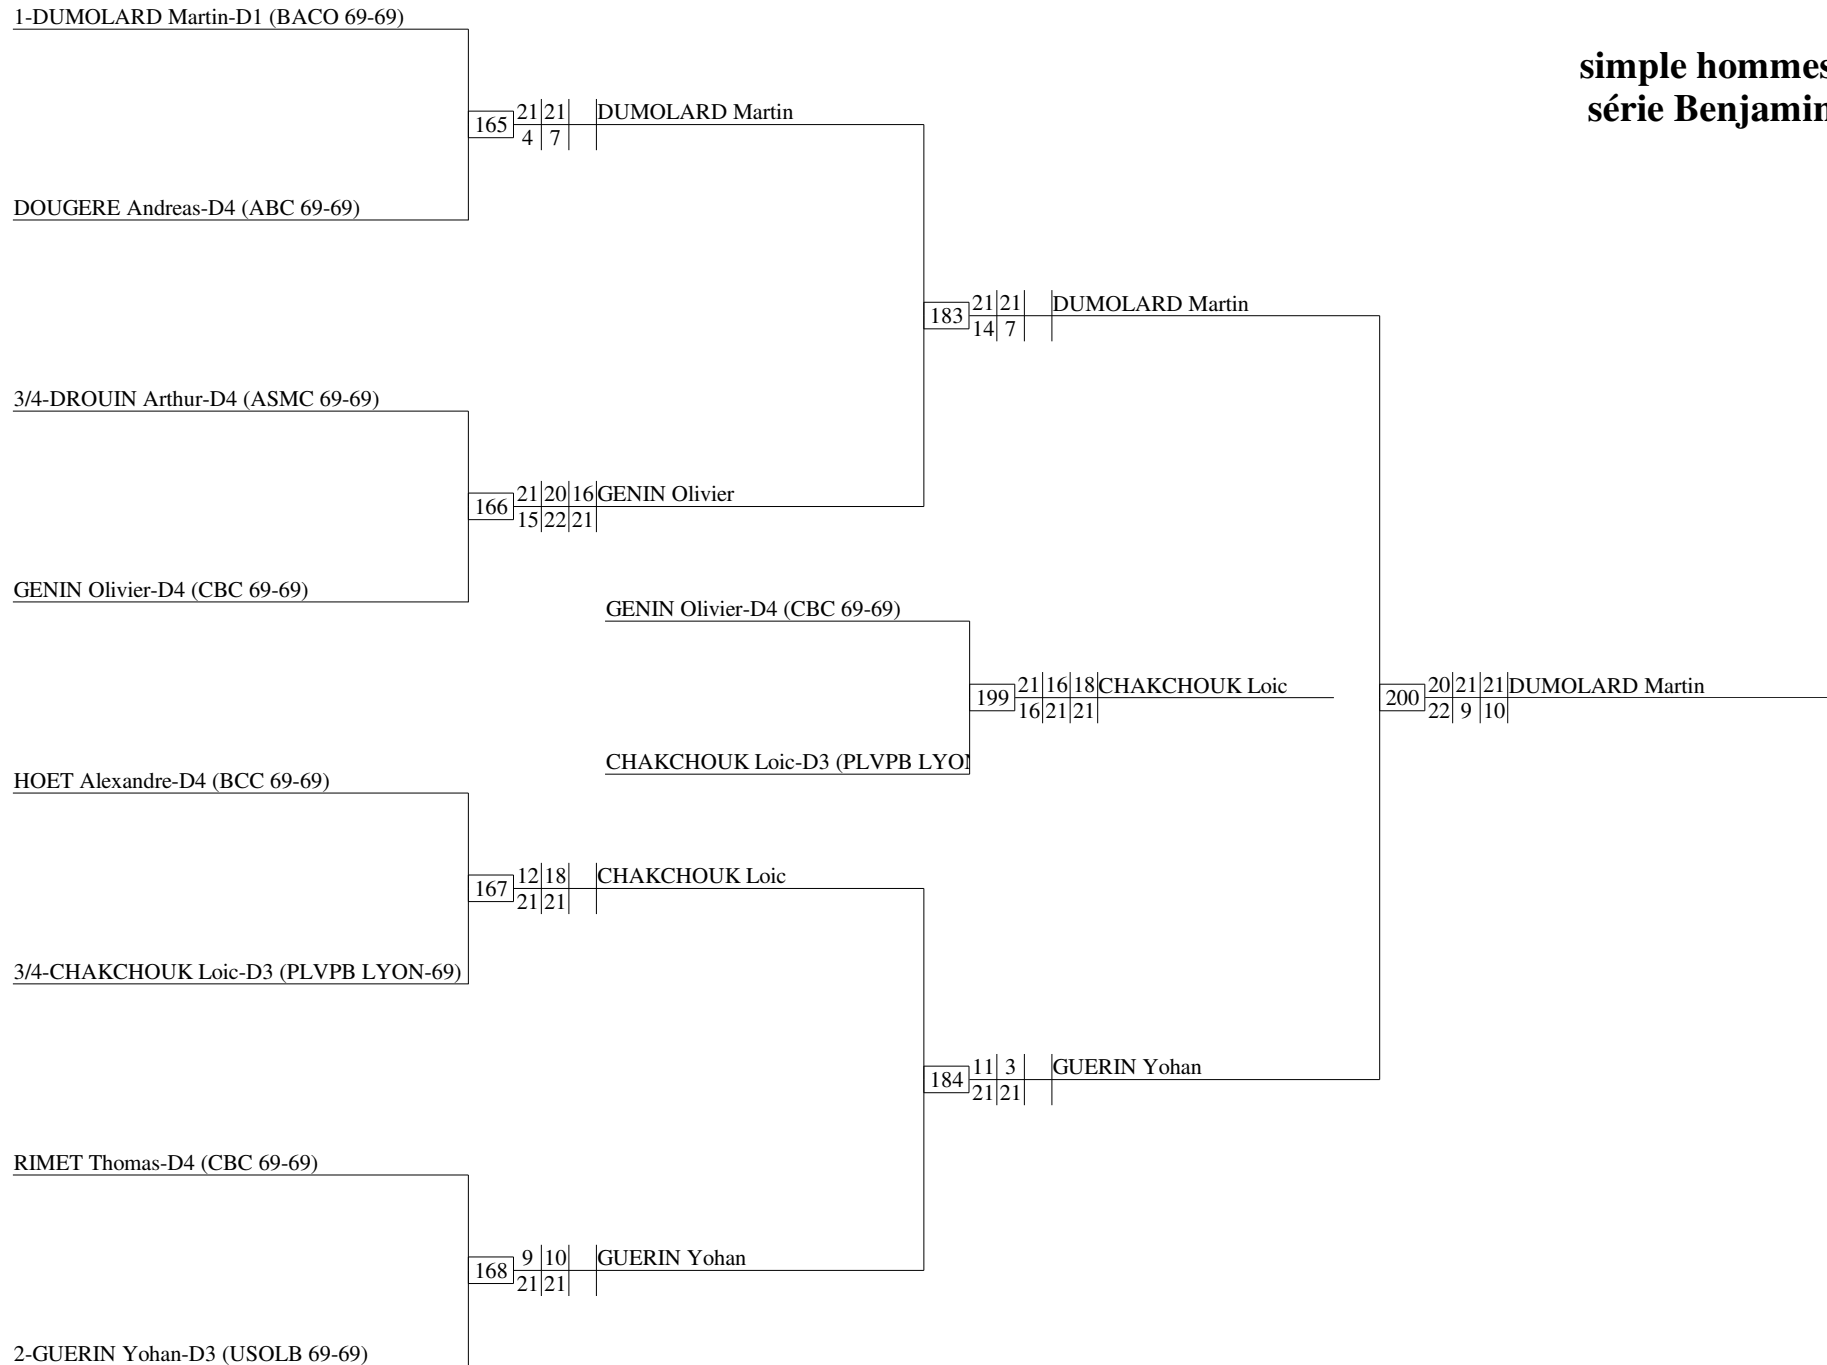 1-DUMOLARD Martin-D1 (BACO 69-69)
simple hommes
série Benjamin
165 21 21 DUMOLARD Martin
4 7
DOUGERE Andreas-D4 (ABC 69-69)
183 21 21 DUMOLARD Martin
14 7
3/4-DROUIN Arthur-D4 (ASMC 69-69)
166 21 20 16 GENIN Olivier
15 22 21
GENIN Olivier-D4 (CBC 69-69)
GENIN Olivier-D4 (CBC 69-69)
199 21 16 18 CHAKCHOUK Loic
16 21 21
200 20 21 21 DUMOLARD Martin
22 9 10
CHAKCHOUK Loic-D3 (PLVPB LYON
HOET Alexandre-D4 (BCC 69-69)
167 12 18 CHAKCHOUK Loic
21 21
3/4-CHAKCHOUK Loic-D3 (PLVPB LYON-69)
184 11 3 GUERIN Yohan
21 21
RIMET Thomas-D4 (CBC 69-69)
168 9 10 GUERIN Yohan
21 21
2-GUERIN Yohan-D3 (USOLB 69-69)